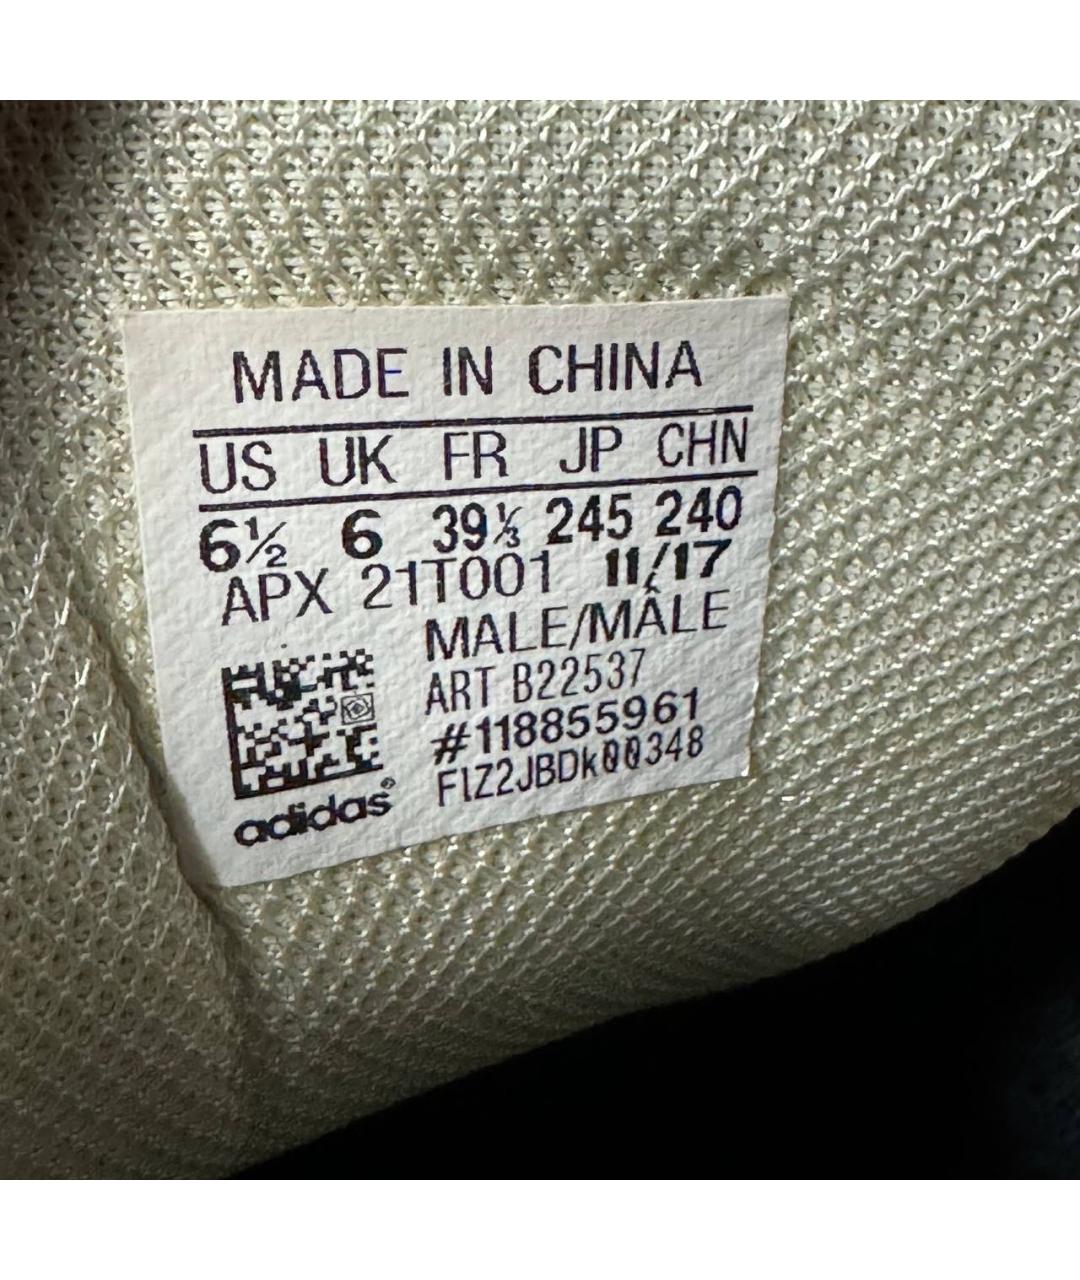 MADE IN CHINA
US UK FR JP CHN
6½ 6 39⅓ 245 240
APX 21T001 11/17
MALE/MÂLE
ART B22537
#118855961
F1Z2JBDk00348
adidas®